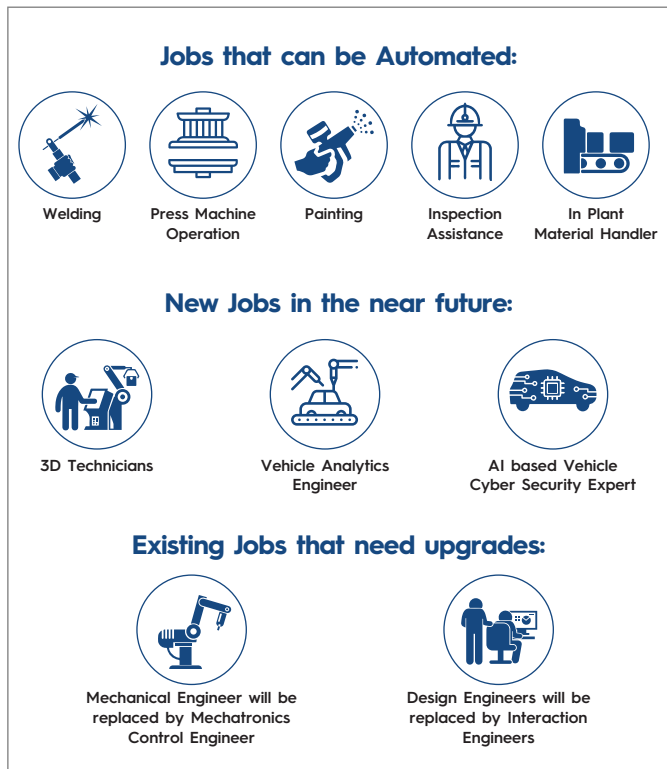 Jobs that can be Automated:
Welding
Press Machine
Operation
Painting
Inspection
Assistance
In Plant
Material Handler
New Jobs in the near future:
3D Technicians
Vehicle Analytics
Engineer
AI based Vehicle
Cyber Security Expert
Existing Jobs that need upgrades:
Mechanical Engineer will be
replaced by Mechatronics
Control Engineer
Design Engineers will be
replaced by Interaction
Engineers